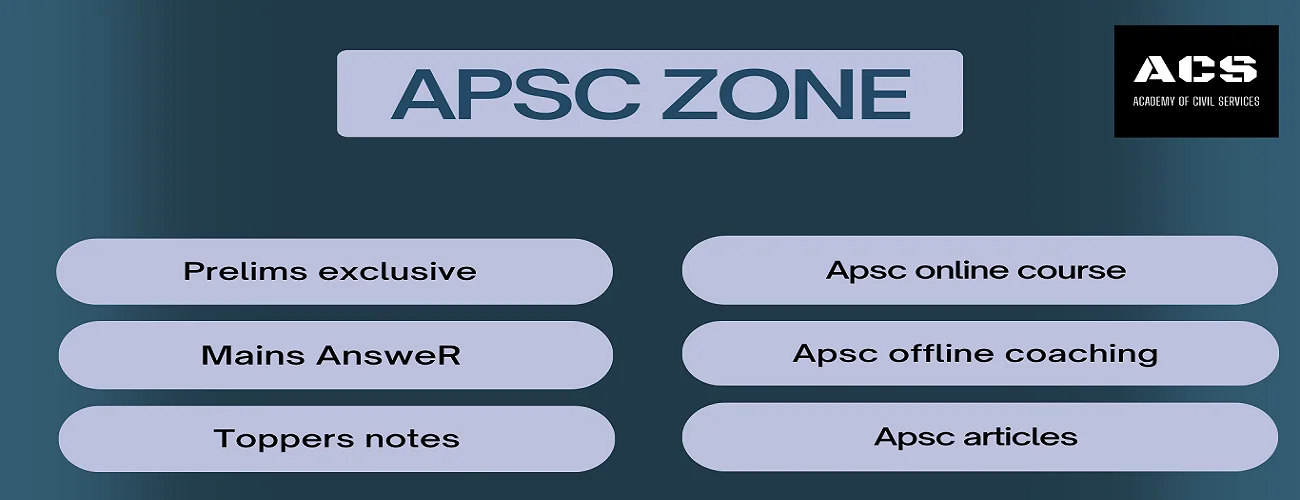 APSC ZONE
ACS
ACADEMY OF CIVIL SERVICES
Prelims exclusive
Apsc online course
Mains AnsweR
Apsc offline coaching
Toppers notes
Apsc articles